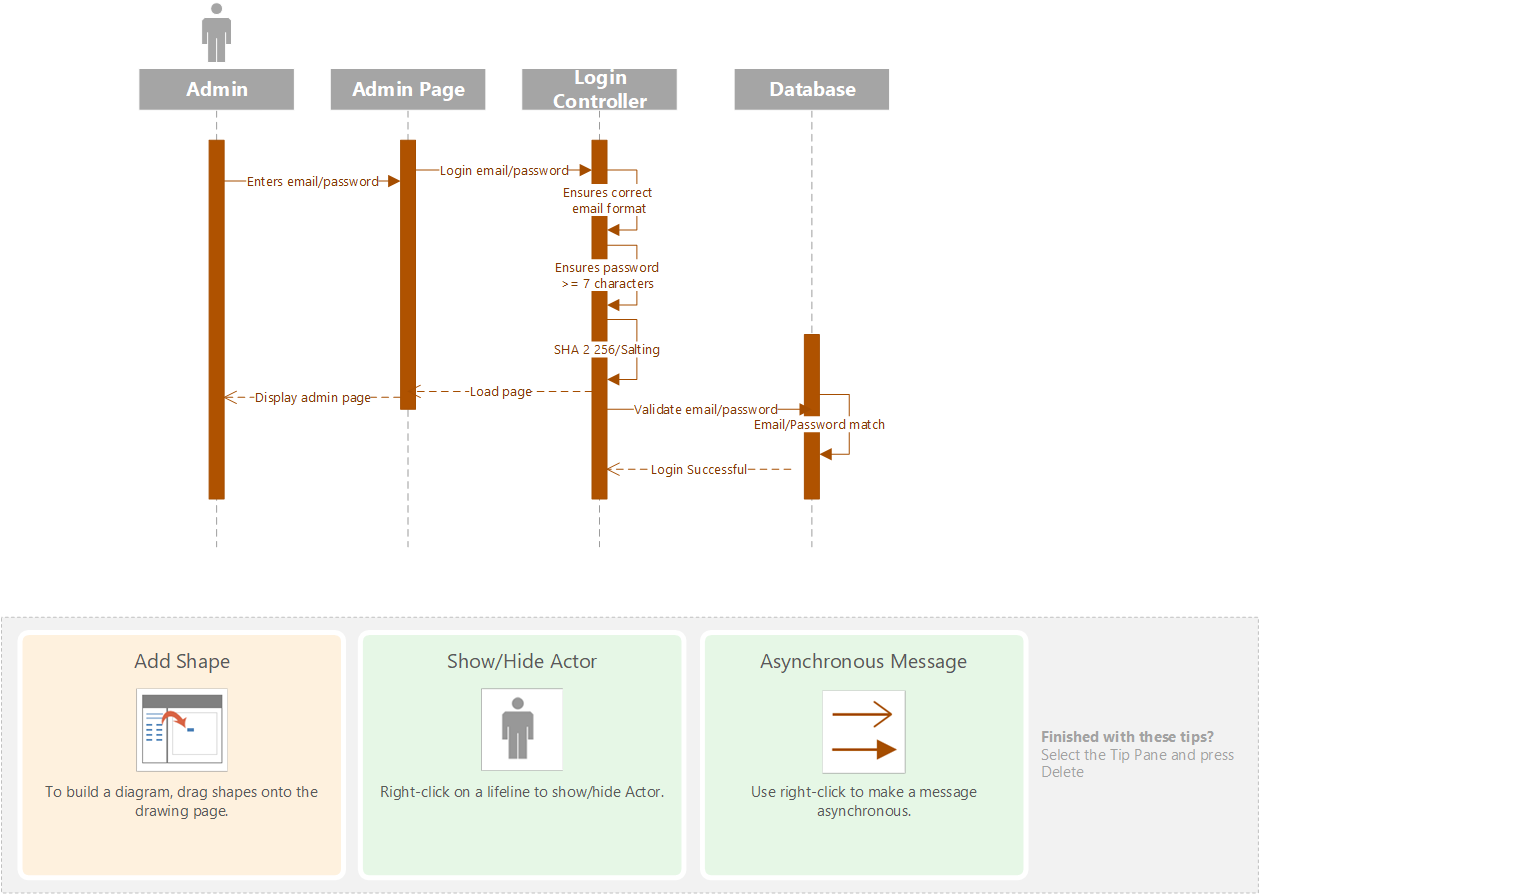 Admin
Admin Page
Login
Controller
Database
Enters email/password
Login email/password
Ensures correct
email format
Ensures password
>= 7 characters
SHA 2 256/Salting
Load page
Display admin page
Validate email/password
Email/Password match
Login Successful
Add Shape
To build a diagram, drag shapes onto the
drawing page.
Show/Hide Actor
Right-click on a lifeline to show/hide Actor.
Asynchronous Message
Use right-click to make a message
asynchronous.
Finished with these tips?
Select the Tip Pane and press
Delete